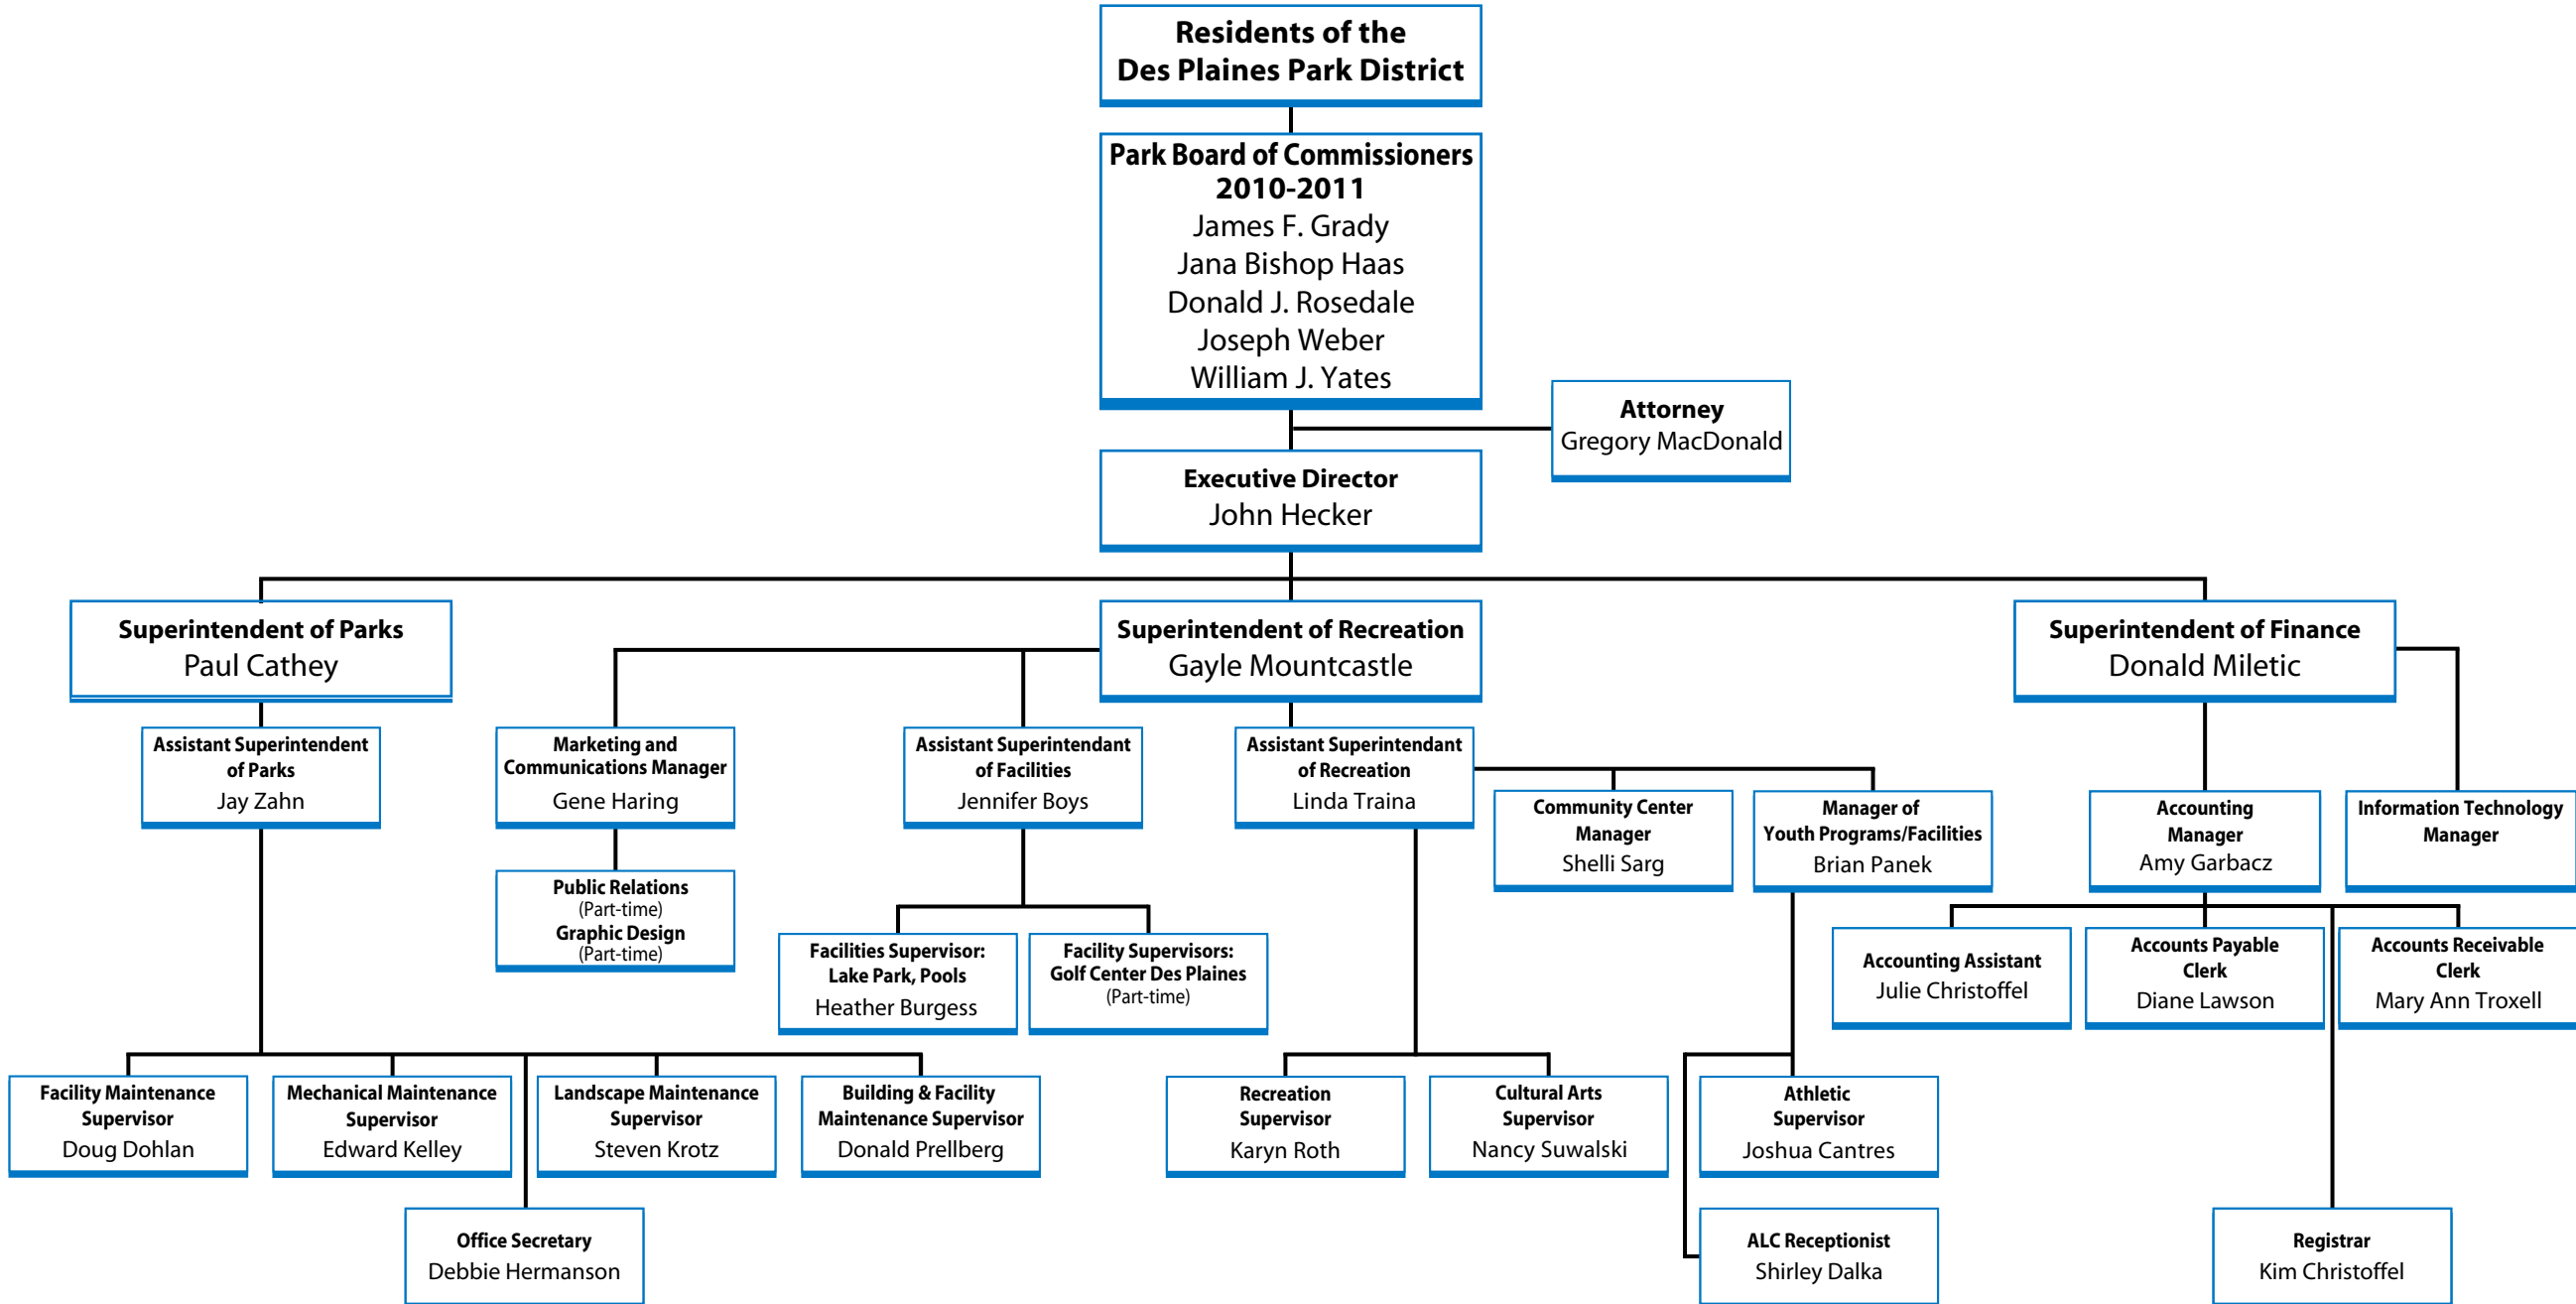 Residents of the
Des Plaines Park District
Park Board of Commissioners
2010-2011
James F. Grady
Jana Bishop Haas
Donald J. Rosedale
Joseph Weber
William J. Yates
Attorney
Gregory MacDonald
Executive Director
John Hecker
Superintendent of Parks
Paul Cathey
Superintendent of Recreation
Gayle Mountcastle
Superintendent of Finance
Donald Miletic
Assistant Superintendent
of Parks
Jay Zahn
Marketing and
Communications Manager
Gene Haring
Assistant Superintendant
of Facilities
Jennifer Boys
Assistant Superintendant
of Recreation
Linda Traina
Community Center
Manager
Shelli Sarg
Manager of
Youth Programs/Facilities
Brian Panek
Accounting
Manager
Amy Garbacz
Information Technology
Manager
Public Relations
(Part-time)
Graphic Design
(Part-time)
Facilities Supervisor:
Lake Park, Pools
Heather Burgess
Facility Supervisors:
Golf Center Des Plaines
(Part-time)
Accounting Assistant
Julie Christoffel
Accounts Payable
Clerk
Diane Lawson
Accounts Receivable
Clerk
Mary Ann Troxell
Facility Maintenance
Supervisor
Doug Dohlan
Mechanical Maintenance
Supervisor
Edward Kelley
Landscape Maintenance
Supervisor
Steven Krotz
Building & Facility
Maintenance Supervisor
Donald Prellberg
Recreation
Supervisor
Karyn Roth
Cultural Arts
Supervisor
Nancy Suwalski
Athletic
Supervisor
Joshua Cantres
Office Secretary
Debbie Hermanson
ALC Receptionist
Shirley Dalka
Registrar
Kim Christoffel